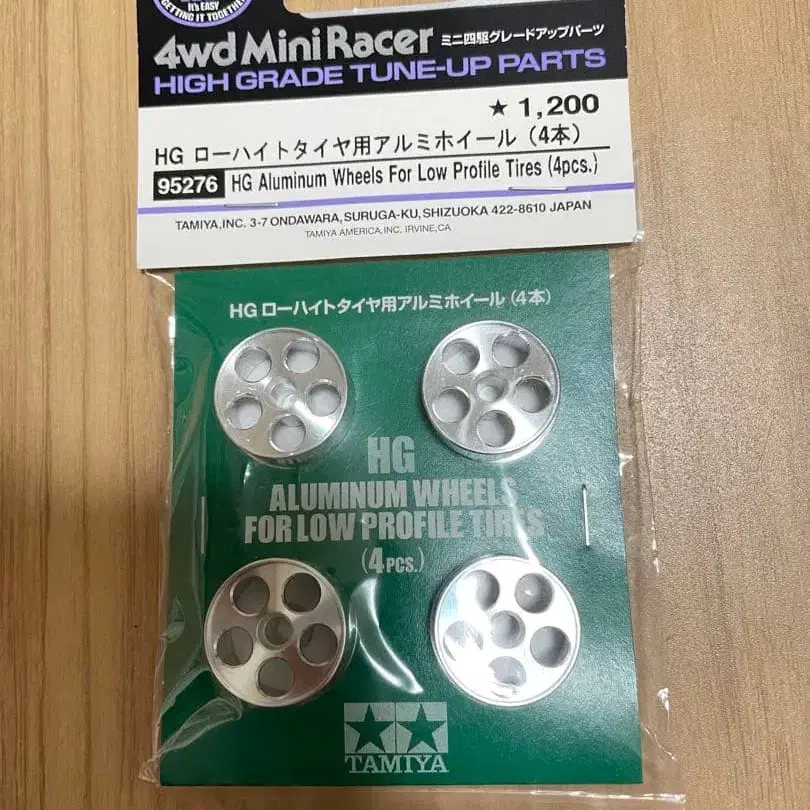 It's EASY
GETTING IT TOGETHER
4wd Mini Racer ミニ四駆グレードアップパーツ
HIGH GRADE TUNE-UP PARTS
★ 1,200
HG ローハイトタイヤ用アルミホイール (4本)
95276 HG Aluminum Wheels For Low Profile Tires (4pcs.)
TAMIYA,INC. 3-7 ONDAWARA, SURUGA-KU, SHIZUOKA 422-8610 JAPAN
TAMIYA AMERICA, INC. IRVINE, CA
HG ローハイトタイヤ用アルミホイール (4本)
HG
ALUMINUM WHEELS
FOR LOW PROFILE TIRES
(4PCS.)
TAMIYA